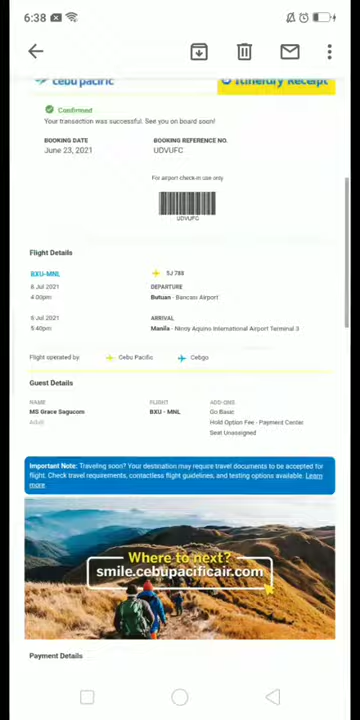 6:38
cebu pacific
Itinerary Receipt
Confirmed
Your transaction was successful. See you on board soon!
BOOKING DATE
June 23, 2021
BOOKING REFERENCE NO.
UDVUFC
For airport check-in use only
UDVUFC
Flight Details
BXU-MNL
5J 788
2021
4:00pm
DEPARTURE
Butuan - Bancasi Airport
Jul 2021
5:40pm
ARRIVAL
Manila - Ninoy Aquino International Airport Terminal 3
Flight operated by
Cebu Pacific
Cebgo
Guest Details
NAME
MS Grace Sagucom
Adult
FLIGHT
BXU - MNL
ADD-ONS
Go Basic
Hold Option Fee - Payment Center
Seat Unassigned
Important Note: Traveling soon? Your destination may require travel documents to be accepted for
flight. Check travel requirements, contactless flight guidelines, and testing options available. Learn
more.
Where to next?
smile.cebupacificair.com
Payment Details